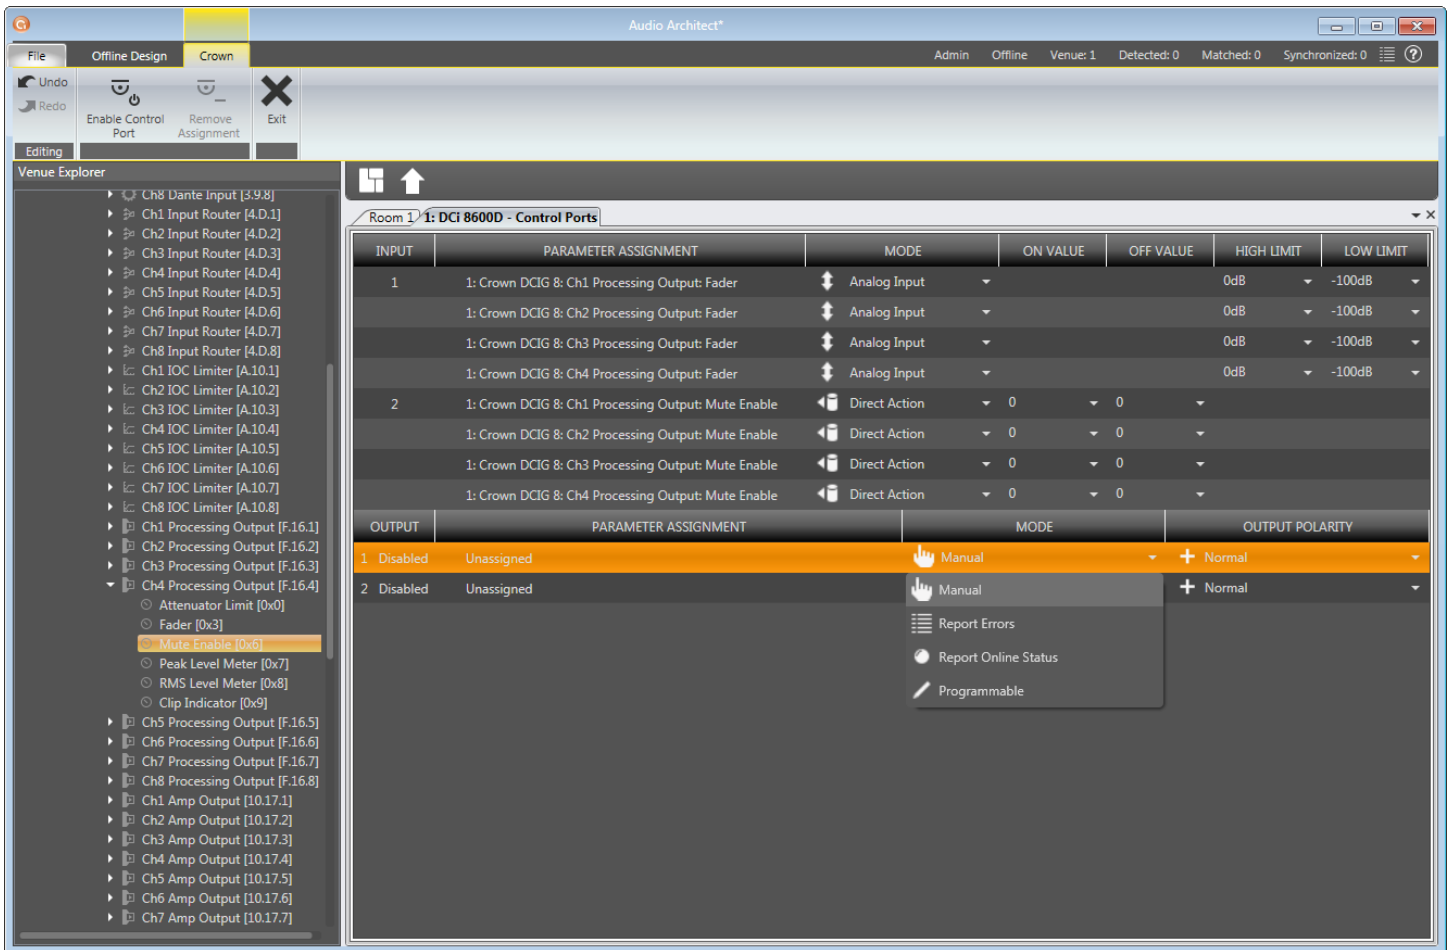 Audio Architect*
File
Offline Design
Crown
Admin Offline Venue: 1 Detected: 0 Matched: 0 Synchronized: 0
Undo
Redo
Enable Control Port
Remove Assignment
Exit
Editing
Venue Explorer
Ch8 Dante Input [3.9.8]
Ch1 Input Router [4.D.1]
Ch2 Input Router [4.D.2]
Ch3 Input Router [4.D.3]
Ch4 Input Router [4.D.4]
Ch5 Input Router [4.D.5]
Ch6 Input Router [4.D.6]
Ch7 Input Router [4.D.7]
Ch8 Input Router [4.D.8]
Ch1 IOC Limiter [A.10.1]
Ch2 IOC Limiter [A.10.2]
Ch3 IOC Limiter [A.10.3]
Ch4 IOC Limiter [A.10.4]
Ch5 IOC Limiter [A.10.5]
Ch6 IOC Limiter [A.10.6]
Ch7 IOC Limiter [A.10.7]
Ch8 IOC Limiter [A.10.8]
Ch1 Processing Output [F.16.1]
Ch2 Processing Output [F.16.2]
Ch3 Processing Output [F.16.3]
Ch4 Processing Output [F.16.4]
Attenuator Limit [0x0]
Fader [0x3]
Mute Enable [0x6]
Peak Level Meter [0x7]
RMS Level Meter [0x8]
Clip Indicator [0x9]
Ch5 Processing Output [F.16.5]
Ch6 Processing Output [F.16.6]
Ch7 Processing Output [F.16.7]
Ch8 Processing Output [F.16.8]
Ch1 Amp Output [10.17.1]
Ch2 Amp Output [10.17.2]
Ch3 Amp Output [10.17.3]
Ch4 Amp Output [10.17.4]
Ch5 Amp Output [10.17.5]
Ch6 Amp Output [10.17.6]
Ch7 Amp Output [10.17.7]
Room 1 1: DCi 8600D - Control Ports
INPUT PARAMETER ASSIGNMENT MODE ON VALUE OFF VALUE HIGH LIMIT LOW LIMIT
1 1: Crown DCIG 8: Ch1 Processing Output: Fader Analog Input 0dB -100dB
1: Crown DCIG 8: Ch2 Processing Output: Fader Analog Input 0dB -100dB
1: Crown DCIG 8: Ch3 Processing Output: Fader Analog Input 0dB -100dB
1: Crown DCIG 8: Ch4 Processing Output: Fader Analog Input 0dB -100dB
2 1: Crown DCIG 8: Ch1 Processing Output: Mute Enable Direct Action 0 0
1: Crown DCIG 8: Ch2 Processing Output: Mute Enable Direct Action 0 0
1: Crown DCIG 8: Ch3 Processing Output: Mute Enable Direct Action 0 0
1: Crown DCIG 8: Ch4 Processing Output: Mute Enable Direct Action 0 0
OUTPUT PARAMETER ASSIGNMENT MODE OUTPUT POLARITY
1 Disabled Unassigned Manual Normal
2 Disabled Unassigned Normal
Manual
Report Errors
Report Online Status
Programmable